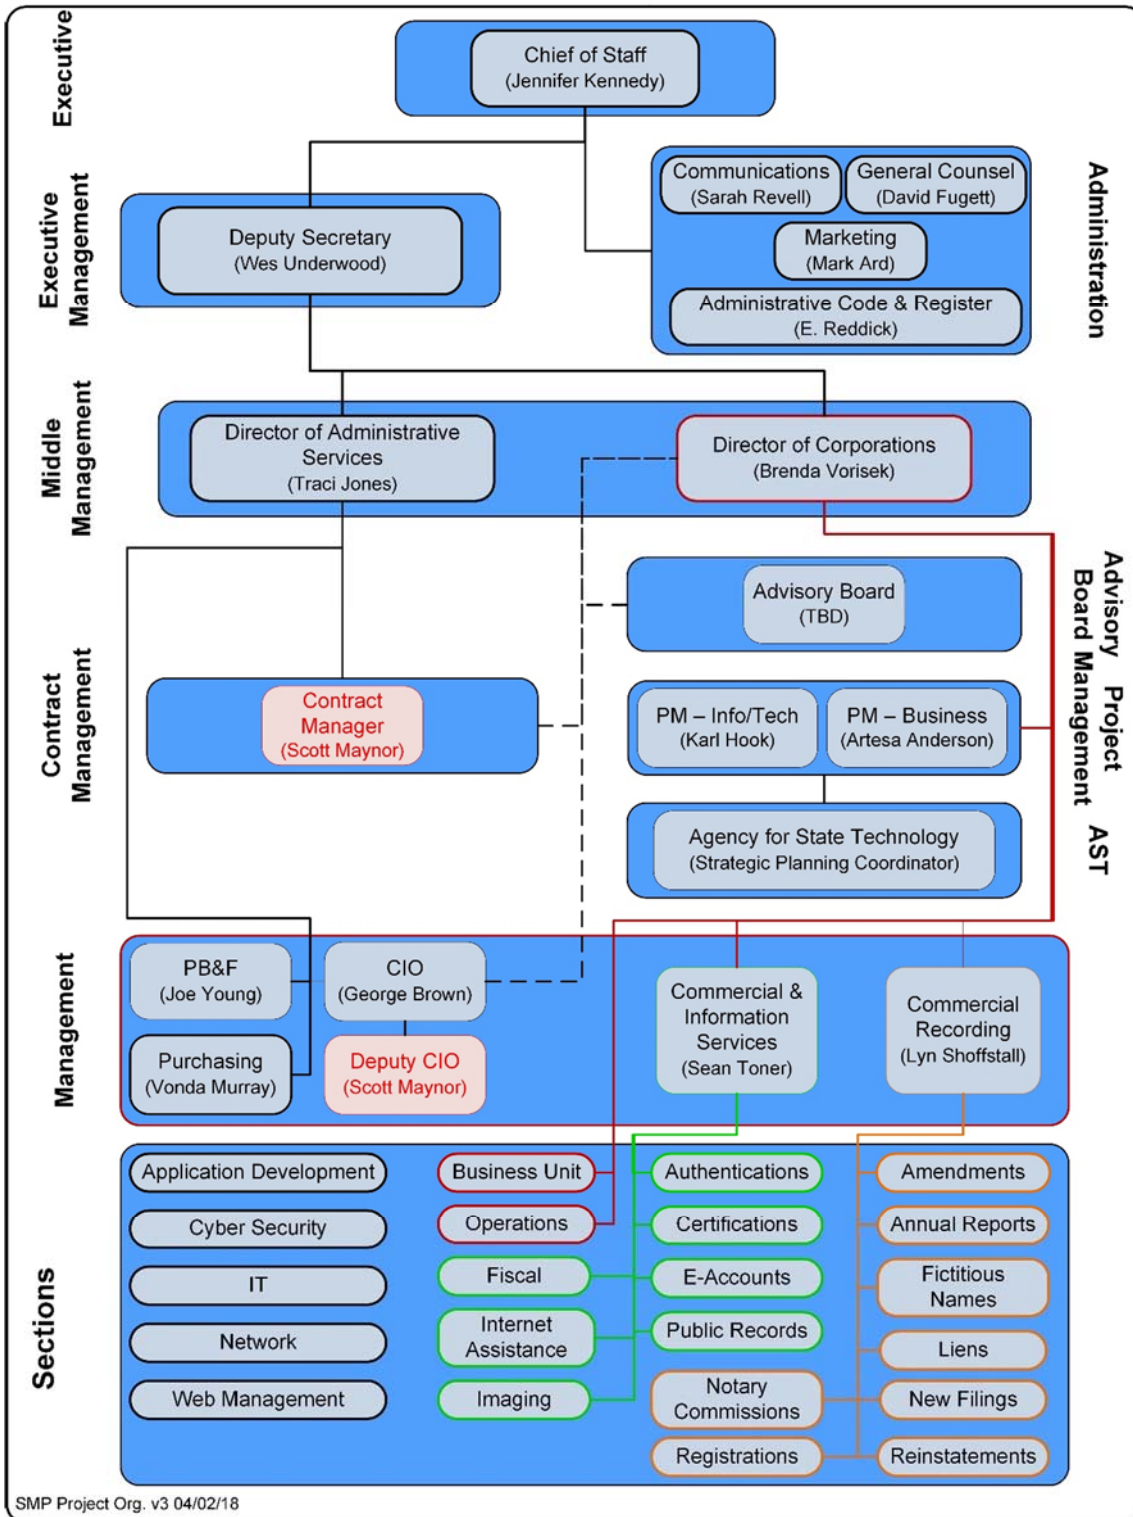 Executive
Chief of Staff
(Jennifer Kennedy)
Executive
Management
Deputy Secretary
(Wes Underwood)
Communications
(Sarah Revell)
General Counsel
(David Fugett)
Marketing
(Mark Ard)
Administrative Code & Register
(E. Reddick)
Administration
Middle
Management
Director of Administrative
Services
(Traci Jones)
Director of Corporations
(Brenda Vorisek)
Contract
Management
Contract
Manager
(Scott Maynor)
Advisory Board
(TBD)
Advisory
Board
PM – Info/Tech
(Karl Hook)
PM – Business
(Artesa Anderson)
Project
Management
Agency for State Technology
(Strategic Planning Coordinator)
AST
Management
PB&F
(Joe Young)
CIO
(George Brown)
Purchasing
(Vonda Murray)
Deputy CIO
(Scott Maynor)
Commercial &
Information
Services
(Sean Toner)
Commercial
Recording
(Lyn Shoffstall)
Sections
Application Development
Cyber Security
IT
Network
Web Management
Business Unit
Operations
Fiscal
Internet
Assistance
Imaging
Authentications
Certifications
E-Accounts
Public Records
Notary
Commissions
Registrations
Amendments
Annual Reports
Fictitious
Names
Liens
New Filings
Reinstatements
SMP Project Org. v3 04/02/18